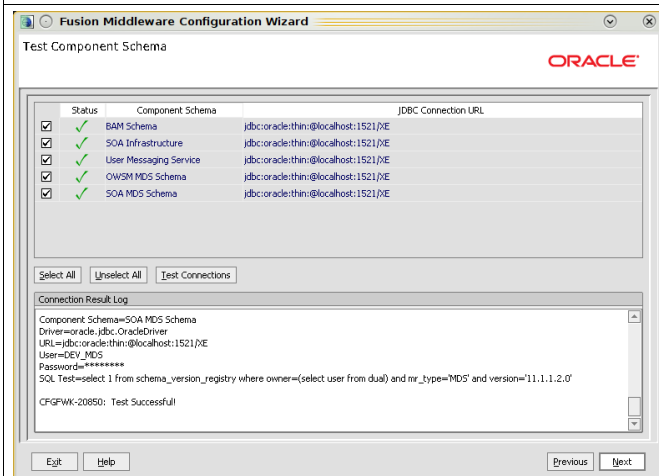 Fusion Middleware Configuration Wizard
Test Component Schema
ORACLE
Status Component Schema JDBC Connection URL
BAM Schema jdbc:oracle:thin:@localhost:1521/XE
SOA Infrastructure jdbc:oracle:thin:@localhost:1521/XE
User Messaging Service jdbc:oracle:thin:@localhost:1521/XE
OWSM MDS Schema jdbc:oracle:thin:@localhost:1521/XE
SOA MDS Schema jdbc:oracle:thin:@localhost:1521/XE
Select All Unselect All Test Connections
Connection Result Log
Component Schema=SOA MDS Schema
Driver=oracle.jdbc.OracleDriver
URL=jdbc:oracle:thin:@localhost:1521/XE
User=DEV_MDS
Password=********
SQL Test=select 1 from schema_version_registry where owner=(select user from dual) and mr_type='MDS' and version='11.1.1.2.0'
CFGFWK-20850: Test Successful!
Exit Help Previous Next